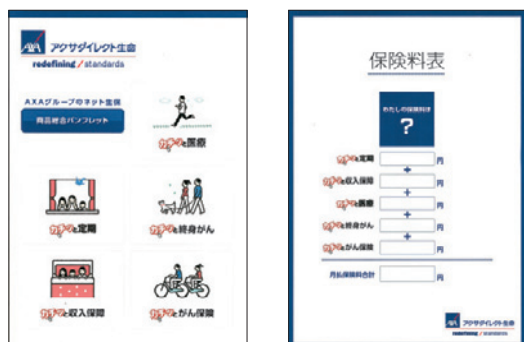 アクサダイレクト生命
redefining / standards
AXAグループのネット生保
商品総合パンフレット
カチッと医療
カチッと定期
カチッと終身がん
カチッと収入保障
カチッとがん保険
保険料表
わたしの保険料は
?
カチッと定期 円
+
カチッと収入保障 円
+
カチッと医療 円
+
カチッと終身がん 円
+
カチッとがん保険 円
月払保険料合計 円
AXA アクサダイレクト生命
redefining / standards